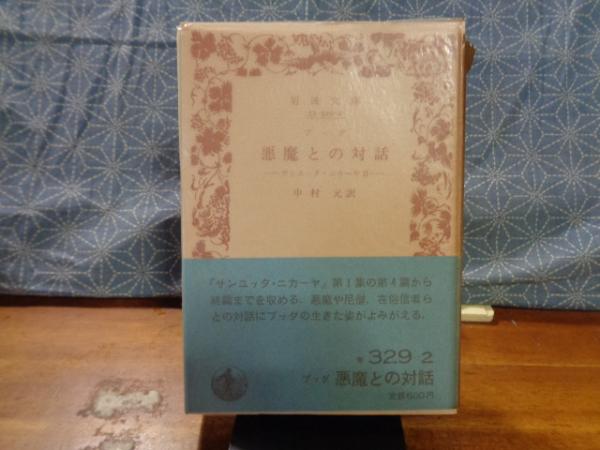 岩波文庫
ブッダ
悪魔との対話
──サンユッタ・ニカーヤⅡ──
中村 元訳
『サンユッタ・ニカーヤ』第1集の第4篇から
終篇までを収める．悪魔や尼僧，在俗信者ら
との対話にブッダの生きた姿がよみがえる．
青 329 2
ブッダ 悪魔との対話
定価600円